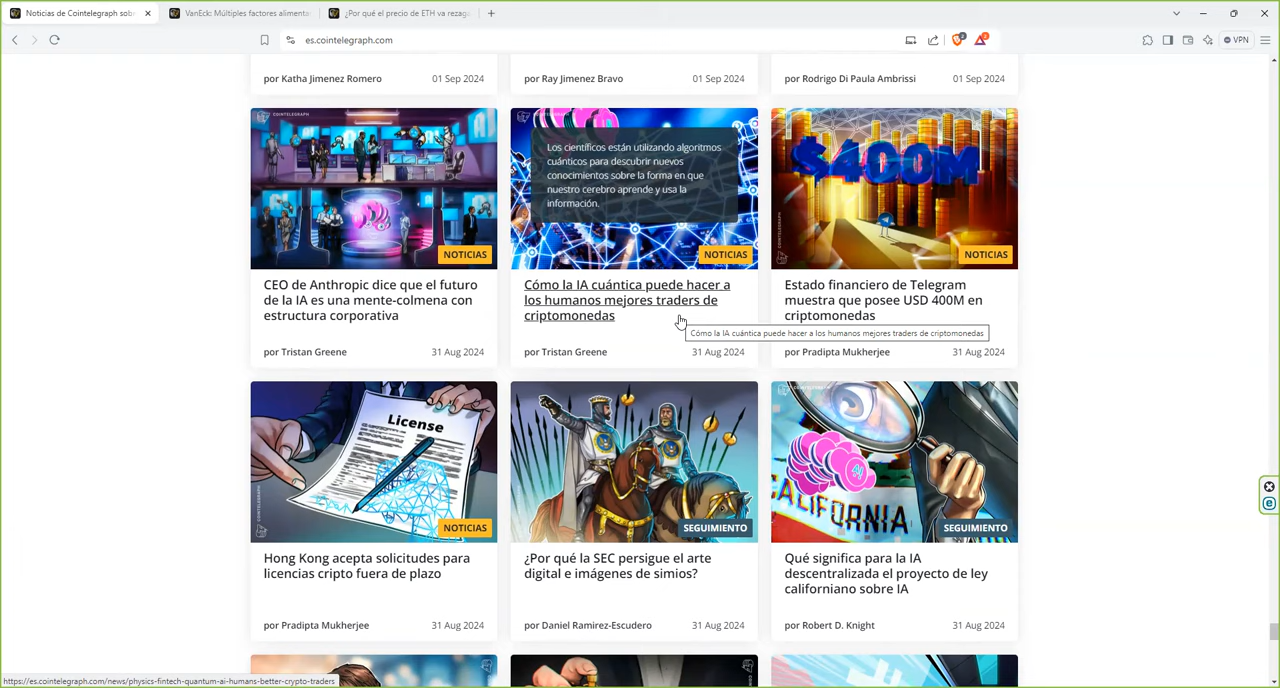 Noticias de Cointelegraph sob
VanEck: Múltiples factores alimenta
¿Por qué el precio de ETH va rezag
es.cointelegraph.com
VPN
por Katha Jimenez Romero
01 Sep 2024
por Ray Jimenez Bravo
01 Sep 2024
por Rodrigo Di Paula Ambrissi
01 Sep 2024
COINTELEGRAPH
NOTICIAS
CEO de Anthropic dice que el futuro
de la IA es una mente-colmena con
estructura corporativa
por Tristan Greene
31 Aug 2024
COINTELEGRAPH
Los científicos están utilizando algoritmos
cuánticos para descubrir nuevos
conocimientos sobre la forma en que
nuestro cerebro aprende y usa la
información.
NOTICIAS
Cómo la IA cuántica puede hacer a
los humanos mejores traders de
criptomonedas
Cómo la IA cuántica puede hacer a los humanos mejores traders de criptomonedas
por Tristan Greene
31 Aug 2024
$400M
COINTELEGRAPH
NOTICIAS
Estado financiero de Telegram
muestra que posee USD 400M en
criptomonedas
por Pradipta Mukherjee
31 Aug 2024
License
COINTELEGRAPH
NOTICIAS
Hong Kong acepta solicitudes para
licencias cripto fuera de plazo
por Pradipta Mukherjee
31 Aug 2024
SEGUIMIENTO
¿Por qué la SEC persigue el arte
digital e imágenes de simios?
por Daniel Ramirez-Escudero
31 Aug 2024
COINTELEGRAPH
AI
CALIFORNIA
SEGUIMIENTO
Qué significa para la IA
descentralizada el proyecto de ley
californiano sobre IA
por Robert D. Knight
31 Aug 2024
https://es.cointelegraph.com/news/physics-fintech-quantum-ai-humans-better-crypto-traders